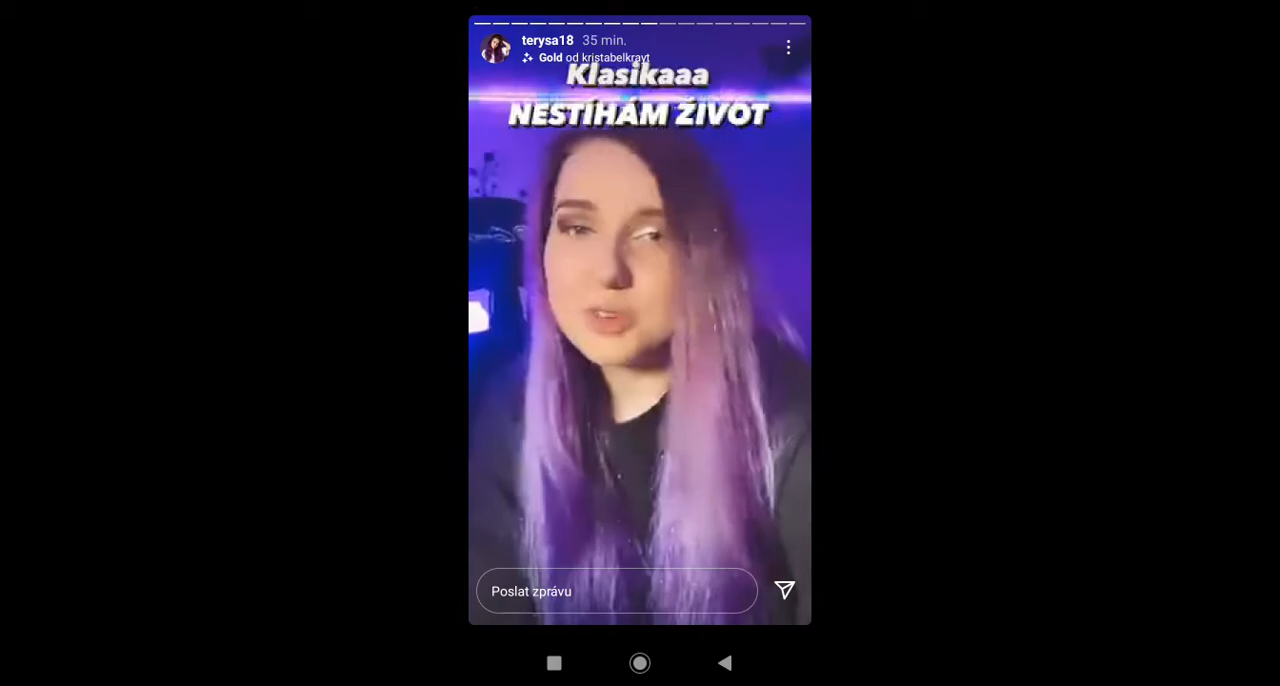 terysa18 35 min.
Gold od kristabelkrayt
Klasikaaa
NESTÍHÁM ŽIVOT
Poslat zprávu